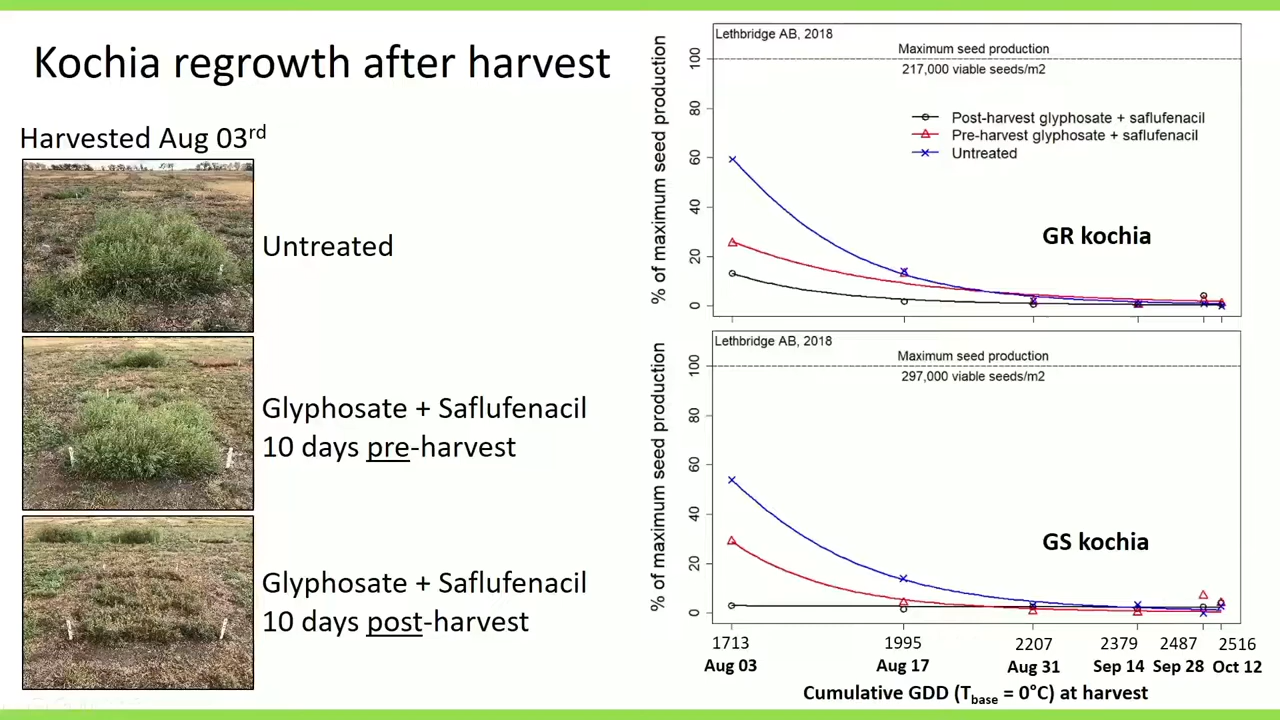 Kochia regrowth after harvest
Harvested Aug 03rd
Untreated
Glyphosate + Saflufenacil
10 days pre-harvest
Glyphosate + Saflufenacil
10 days post-harvest
Lethbridge AB, 2018
Maximum seed production
217,000 viable seeds/m2
Post-harvest glyphosate + saflufenacil
Pre-harvest glyphosate + saflufenacil
Untreated
GR kochia
% of maximum seed production
100
80
60
40
20
0
Lethbridge AB, 2018
Maximum seed production
297,000 viable seeds/m2
GS kochia
% of maximum seed production
100
80
60
40
20
0
1713 1995 2207 2379 2487 2516
Aug 03 Aug 17 Aug 31 Sep 14 Sep 28 Oct 12
Cumulative GDD (Tbase = 0°C) at harvest